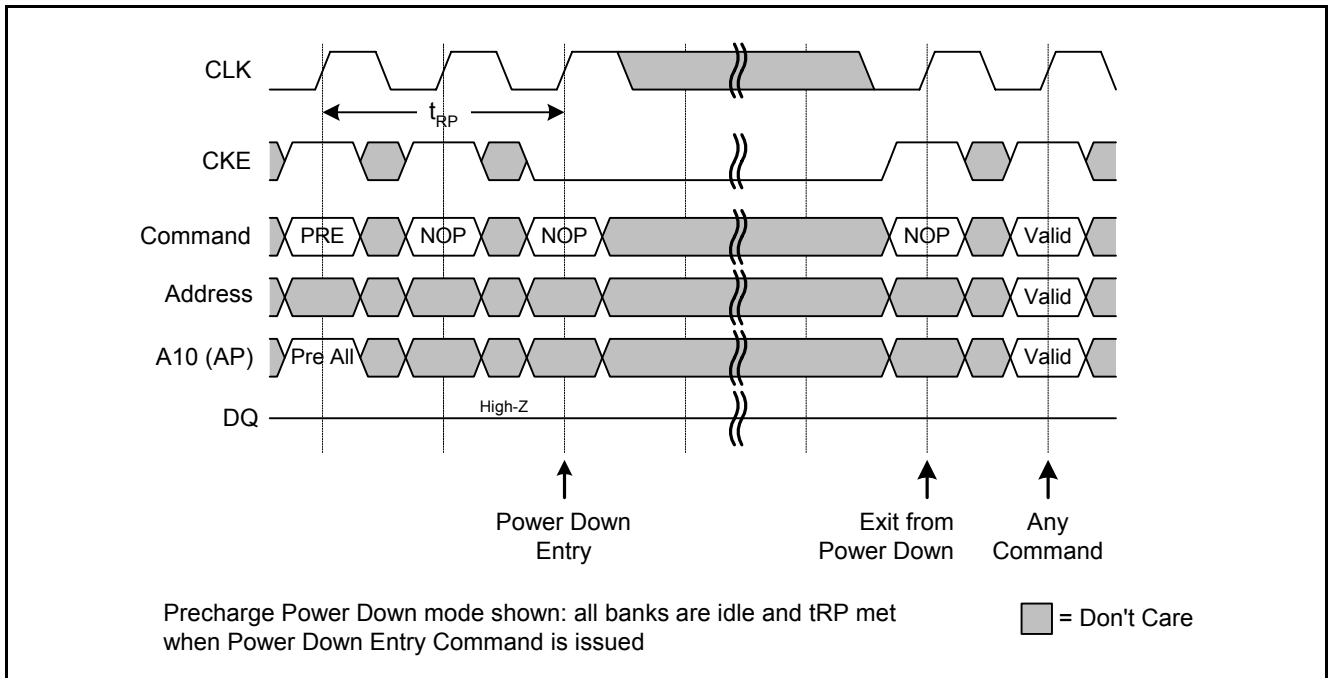 CLK
t_RP
CKE
Command PRE NOP NOP NOP Valid
Address Valid
A10 (AP) Pre All Valid
High-Z
DQ
Power Down
Entry
Exit from
Power Down
Any
Command
Precharge Power Down mode shown: all banks are idle and tRP met
when Power Down Entry Command is issued
= Don't Care